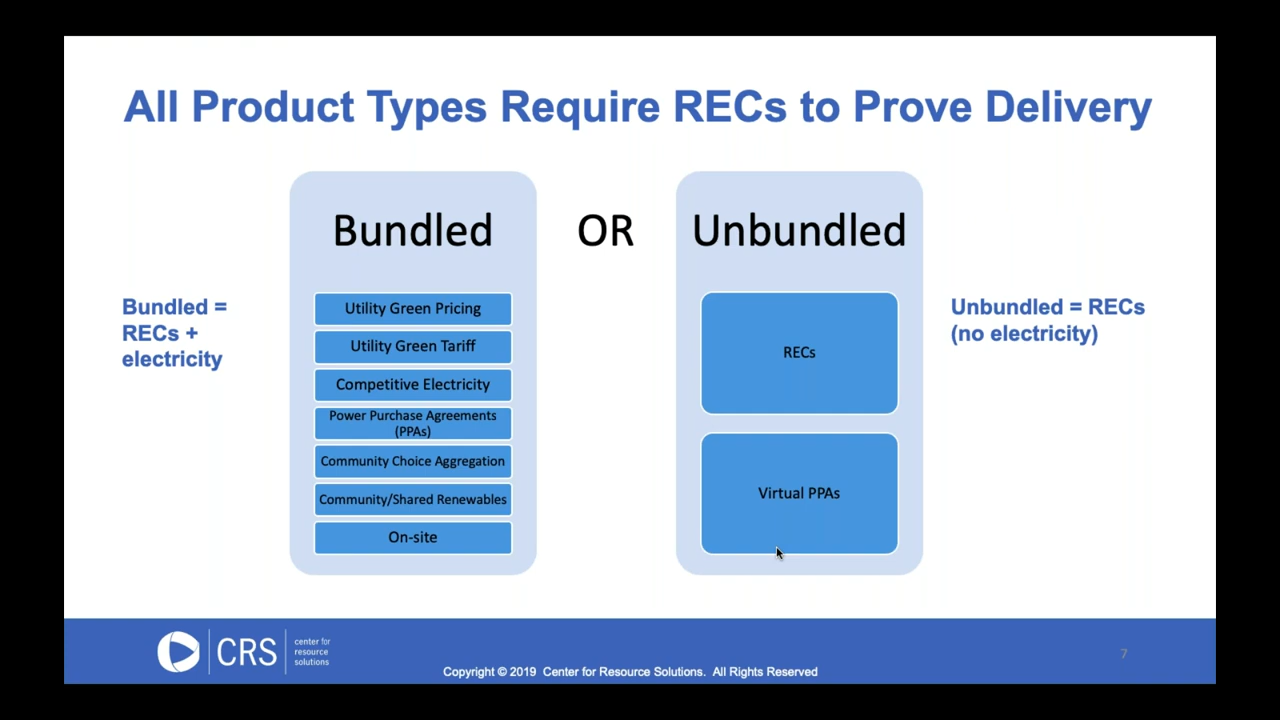 All Product Types Require RECs to Prove Delivery
Bundled
OR
Unbundled
Bundled =
RECs +
electricity
Utility Green Pricing
Utility Green Tariff
Competitive Electricity
Power Purchase Agreements
(PPAs)
Community Choice Aggregation
Community/Shared Renewables
On-site
RECs
Virtual PPAs
Unbundled = RECs
(no electricity)
CRS
center for
resource
solutions
Copyright © 2019 Center for Resource Solutions. All Rights Reserved
7